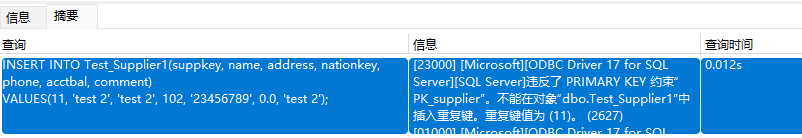 信息 摘要
查询 信息 查询时间
INSERT INTO Test_Supplier1(suppkey, name, address, nationkey,
phone, acctbal, comment)
VALUES(11, 'test 2', 'test 2', 102, '23456789', 0.0, 'test 2');
[23000] [Microsoft][ODBC Driver 17 for SQL
Server][SQL Server]违反了 PRIMARY KEY 约束“
PK_supplier”。不能在对象“dbo.Test_Supplier1”中
插入重复键。重复键值为 (11)。 (2627)
[01000] [Microsoft][ODBC Driver 17 for SQL
0.012s